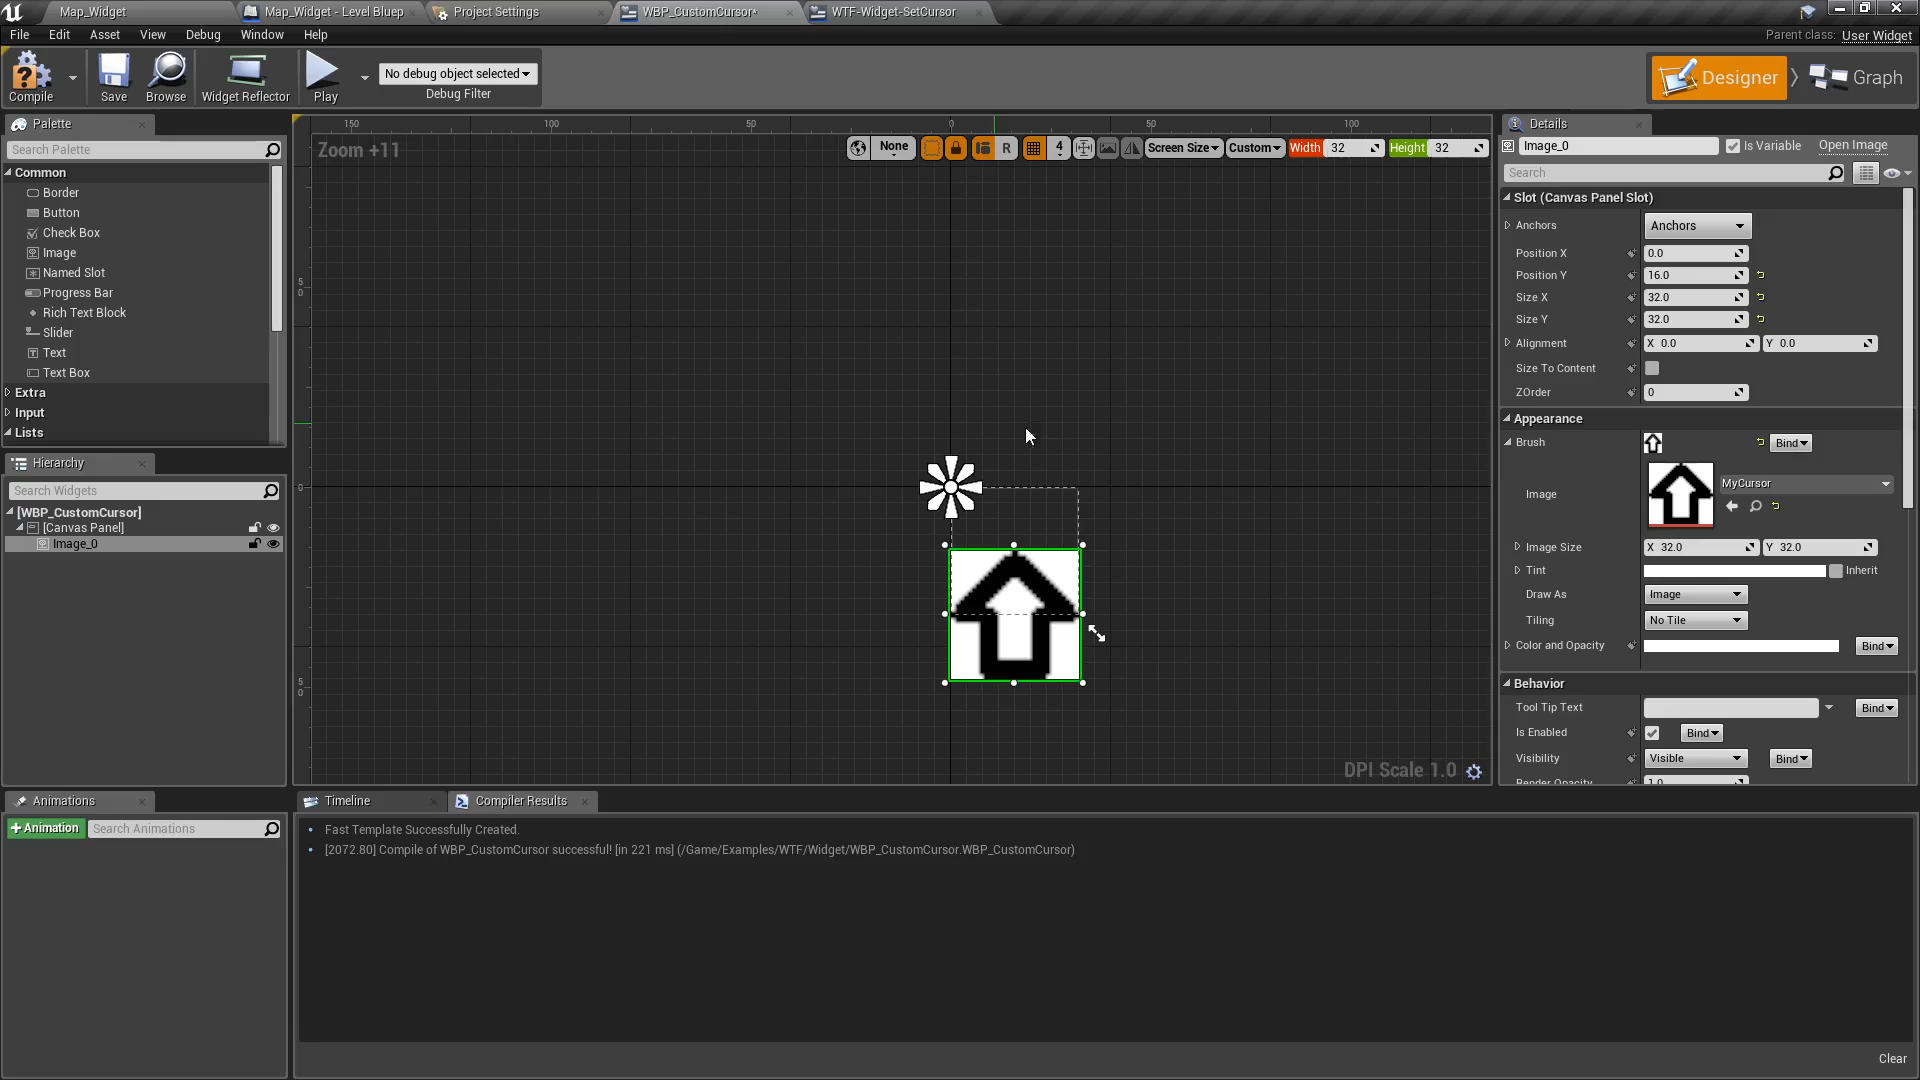 Map_Widget
Map_Widget - Level Bluep
Project Settings
WBP_CustomCursor*
WTF-Widget-SetCursor
File
Edit
Asset
View
Debug
Window
Help
Parent class:
User Widget
Compile
Save
Browse
Widget Reflector
Play
No debug object selected
Debug Filter
Designer
Graph
Palette
Search Palette
Common
Border
Button
Check Box
Image
Named Slot
Progress Bar
Rich Text Block
Slider
Text
Text Box
Extra
Input
Lists
Hierarchy
Search Widgets
[WBP_CustomCursor]
[Canvas Panel]
Image_0
Animations
+ Animation
Search Animations
150
100
50
0
50
100
50
0
50
Zoom +11
None
R
4
Screen Size
Custom
Width
32
Height
32
DPI Scale 1.0
Timeline
Compiler Results
Fast Template Successfully Created.
[2072.80] Compile of WBP_CustomCursor successful! [in 221 ms] (/Game/Examples/WTF/Widget/WBP_CustomCursor.WBP_CustomCursor)
Clear
Details
Image_0
Is Variable
Open Image
Search
Slot (Canvas Panel Slot)
Anchors
Anchors
Position X
0.0
Position Y
16.0
Size X
32.0
Size Y
32.0
Alignment
X 0.0
Y 0.0
Size To Content
ZOrder
0
Appearance
Brush
Bind
Image
MyCursor
Image Size
X 32.0
Y 32.0
Tint
Inherit
Draw As
Image
Tiling
No Tile
Color and Opacity
Bind
Behavior
Tool Tip Text
Bind
Is Enabled
Bind
Visibility
Visible
Bind
Render Opacity
1.0